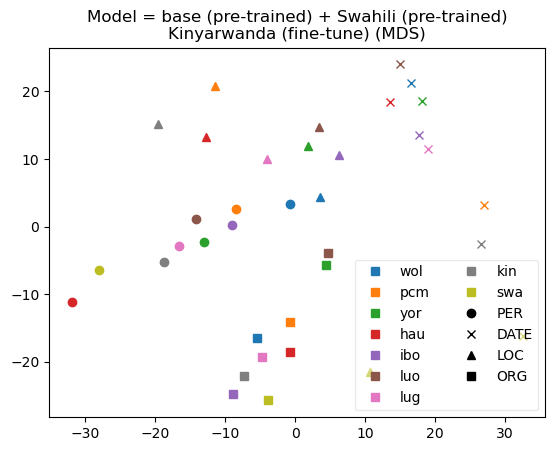 Model = base (pre-trained) + Swahili (pre-trained)
Kinyarwanda (fine-tune) (MDS)
20
10
0
−10
−20
−30
−20
−10
0
10
20
30
wol
pcm
yor
hau
ibo
luo
lug
kin
swa
PER
DATE
LOC
ORG